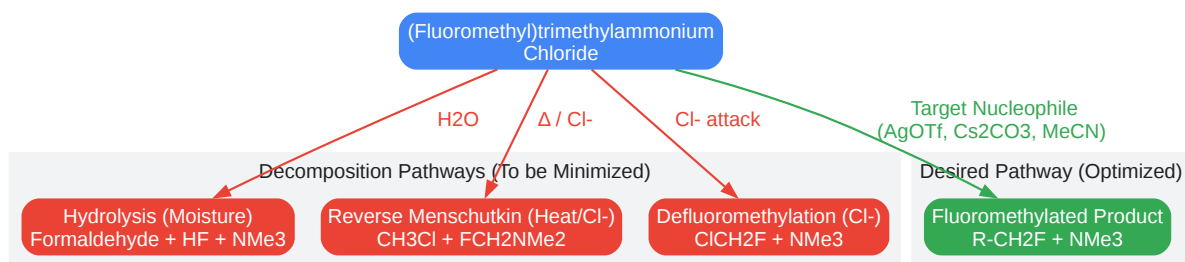 (Fluoromethyl)trimethylammonium
Chloride
H2O
Δ / Cl-
Cl- attack
Target Nucleophile
(AgOTf, Cs2CO3, MeCN)
Decomposition Pathways (To be Minimized)
Desired Pathway (Optimized)
Hydrolysis (Moisture)
Formaldehyde + HF + NMe3
Reverse Menschutkin (Heat/Cl-)
CH3Cl + FCH2NMe2
Defluoromethylation (Cl-)
ClCH2F + NMe3
Fluoromethylated Product
R-CH2F + NMe3